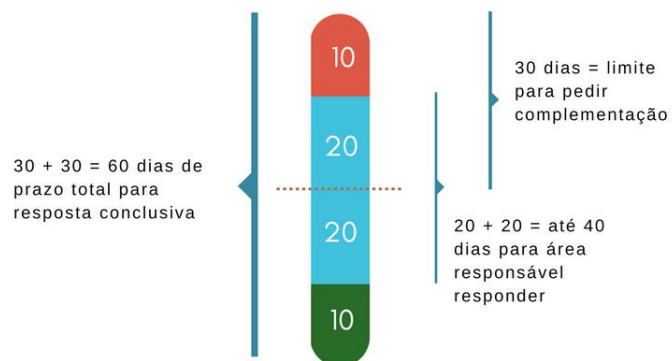 30 + 30 = 60 dias de
prazo total para
resposta conclusiva
10
20
20
10
30 dias = limite
para pedir
complementação
20 + 20 = até 40
dias para área
responsável
responder